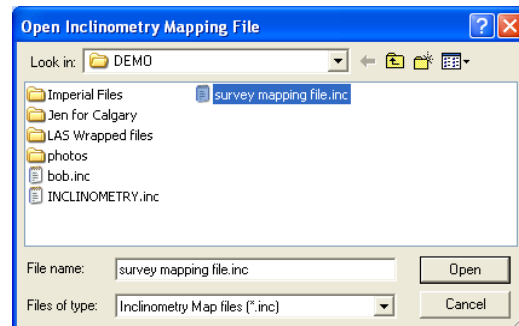 Open Inclinometry Mapping File
Look in: DEMO
Imperial Files
survey mapping file.inc
Jen for Calgary
LAS Wrapped files
photos
bob.inc
INCLINOMETRY.inc
File name: survey mapping file.inc Open
Files of type: Inclinometry Map files (*.inc) Cancel